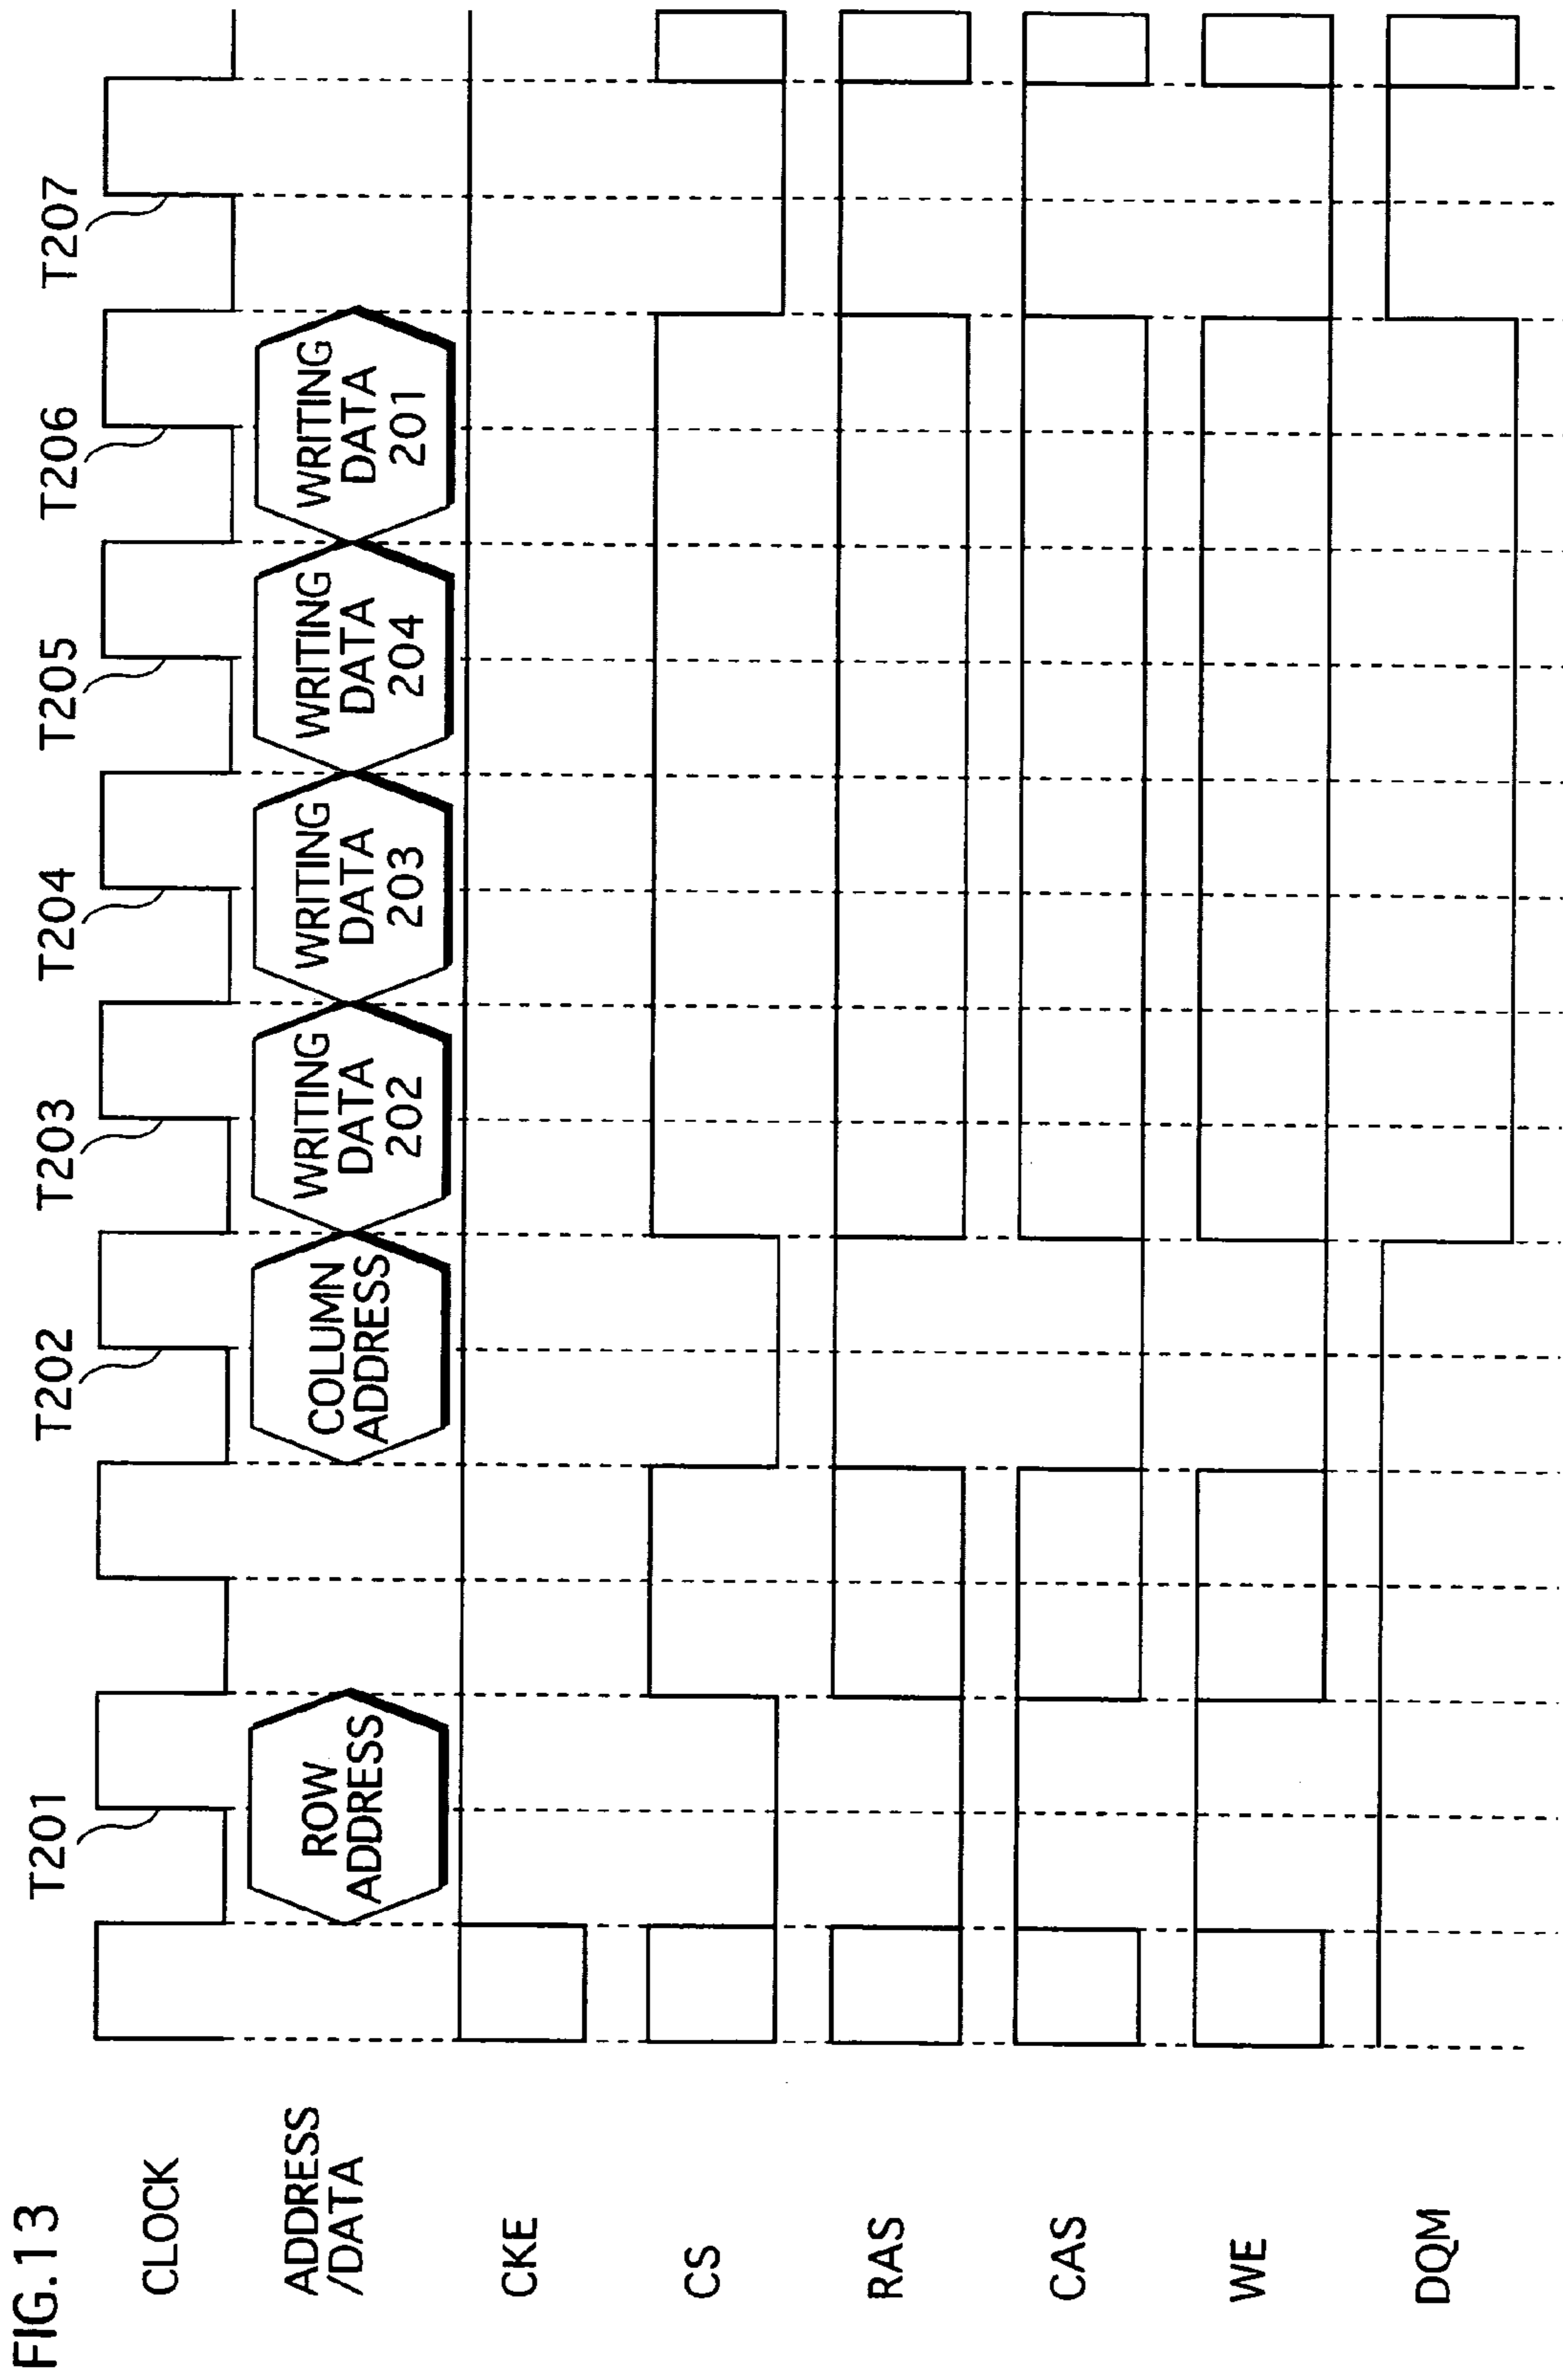 FIG.13
T201
T202
T203
T204
T205
T206
T207
CLOCK
ADDRESS
/DATA
ROW
ADDRESS
COLUMN
ADDRESS
WRITING
DATA
202
WRITING
DATA
203
WRITING
DATA
204
WRITING
DATA
201
CKE
CS
RAS
CAS
WE
DQM